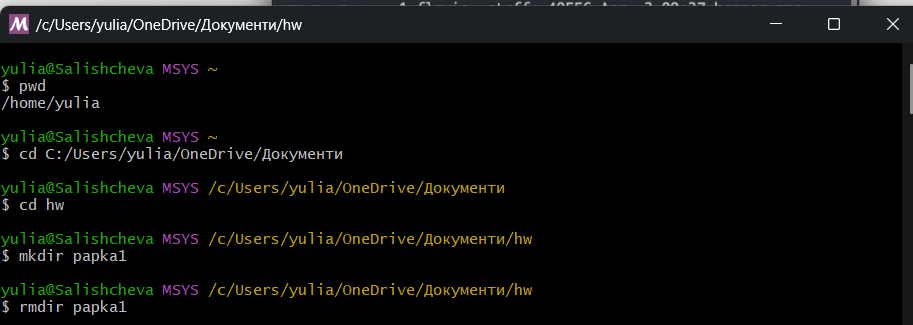 /c/Users/yulia/OneDrive/Документи/hw
yulia@Salishcheva MSYS ~
$ pwd
/home/yulia
yulia@Salishcheva MSYS ~
$ cd C:/Users/yulia/OneDrive/Документи
yulia@Salishcheva MSYS /c/Users/yulia/OneDrive/Документи
$ cd hw
yulia@Salishcheva MSYS /c/Users/yulia/OneDrive/Документи/hw
$ mkdir papka1
yulia@Salishcheva MSYS /c/Users/yulia/OneDrive/Документи/hw
$ rmdir papka1